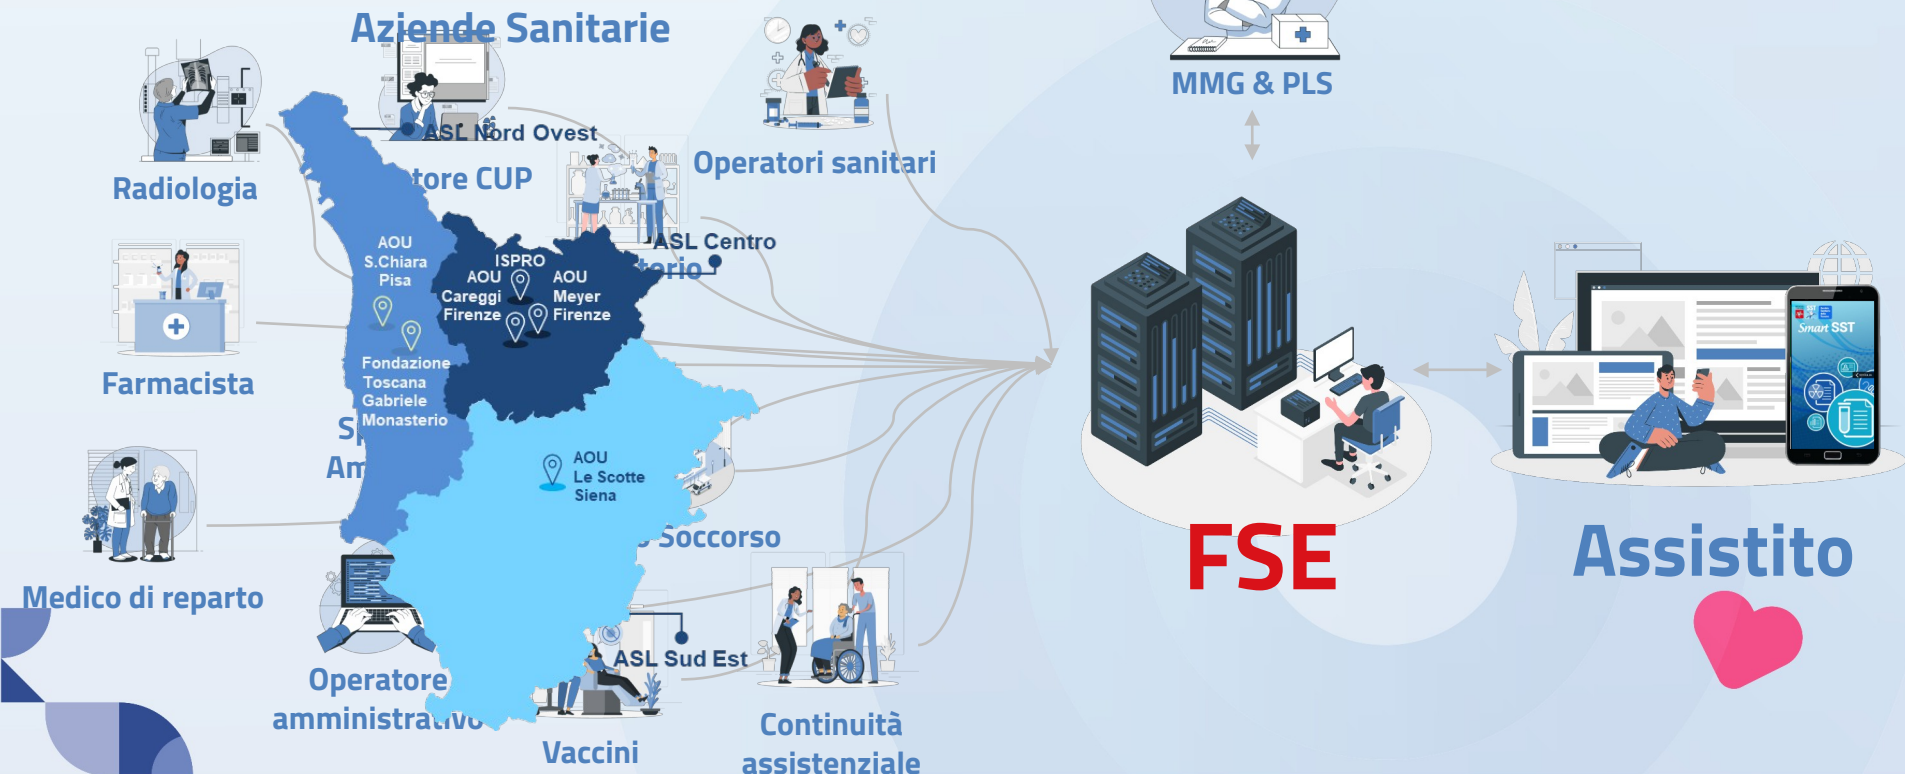 Aziende Sanitarie
MMG & PLS
ASL Nord Ovest
Operatori sanitari
Radiologia
CUP
AOU
S.Chiara
Pisa
ISPRO
AOU
Careggi
Firenze
AOU
Meyer
Firenze
ASL Centro
Smart SST
Fondazione
Toscana
Gabriele
Monasterio
Farmacista
AOU
Le Scotte
Siena
Soccorso
FSE
Assistito
Medico di reparto
ASL Sud Est
Operatore
amministrativo
Vaccini
Continuità
assistenziale